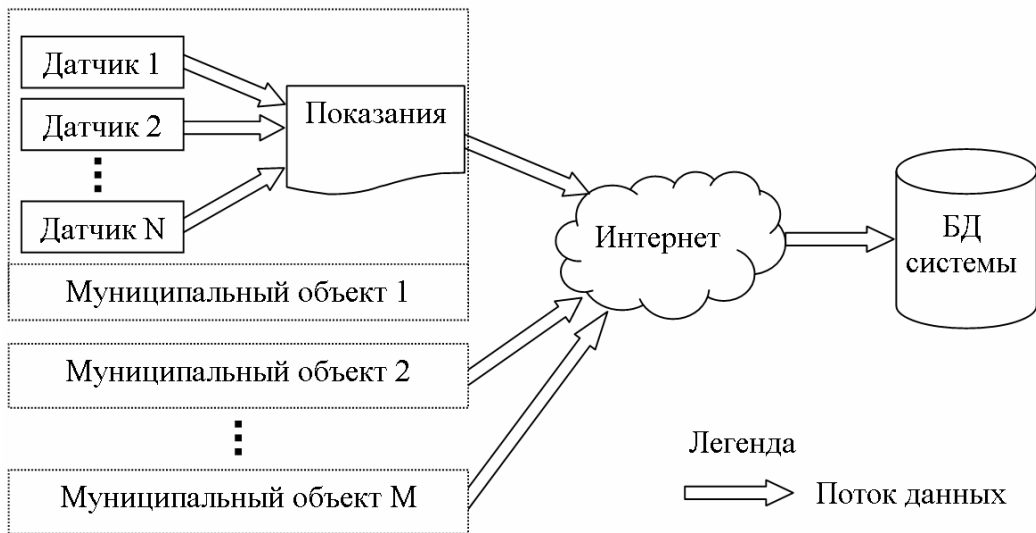 Датчик 1
Датчик 2
Датчик N
Показания
Муниципальный объект 1
Муниципальный объект 2
Муниципальный объект M
Интернет
БД
системы
Легенда
Поток данных